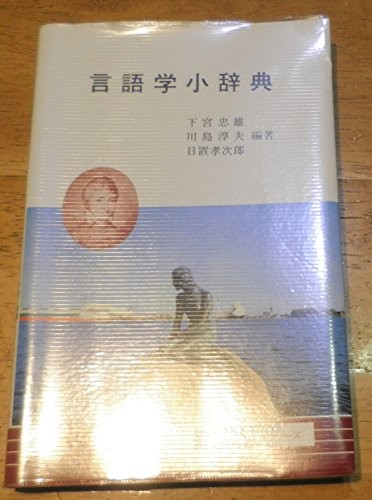 言語学小辞典
下宮忠雄
川島淳夫 編著
日置孝次郎